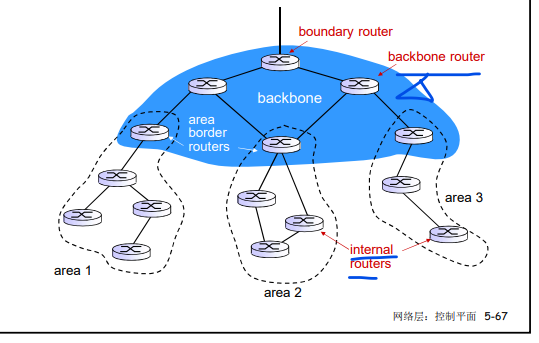 boundary router
backbone router
backbone
area
border
routers
area 3
internal
routers
area 1
area 2
网络层：控制平面 5-67